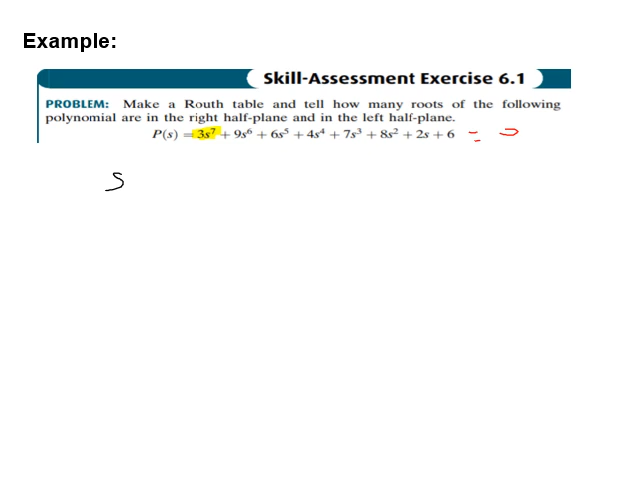 Example:
Skill-Assessment Exercise 6.1
PROBLEM: Make a Routh table and tell how many roots of the following
polynomial are in the right half-plane and in the left half-plane.
P(s) = 3s⁷ + 9s⁶ + 6s⁵ + 4s⁴ + 7s³ + 8s² + 2s + 6 =
S